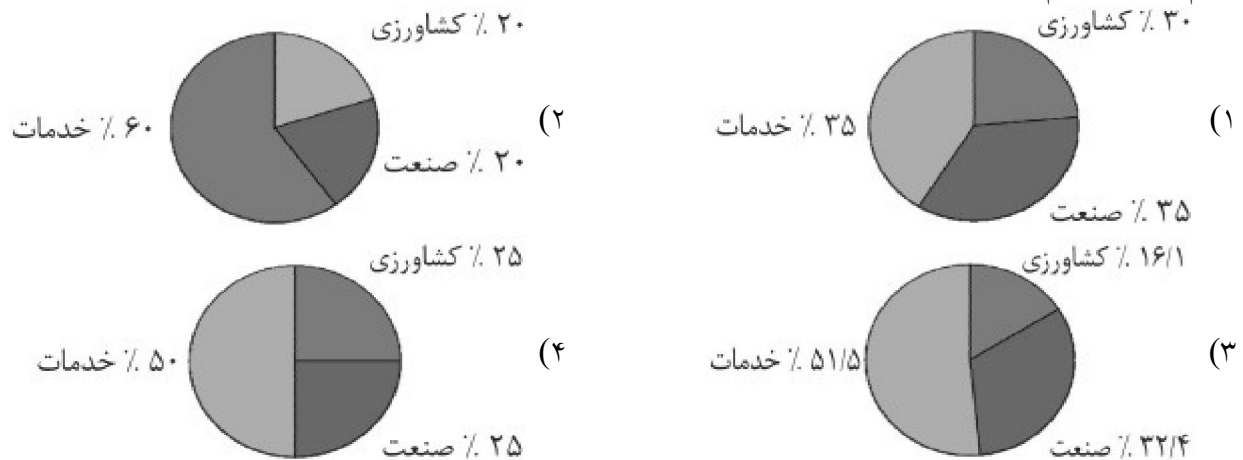 ۱)
۳۰ ٪ کشاورزی
۳۵ ٪ خدمات
۳۵ ٪ صنعت
۲)
۲۰ ٪ کشاورزی
۶۰ ٪ خدمات
۲۰ ٪ صنعت
۳)
۱۶/۱ ٪ کشاورزی
۵۱/۵ ٪ خدمات
۳۲/۴ ٪ صنعت
۴)
۲۵ ٪ کشاورزی
۵۰ ٪ خدمات
۲۵ ٪ صنعت